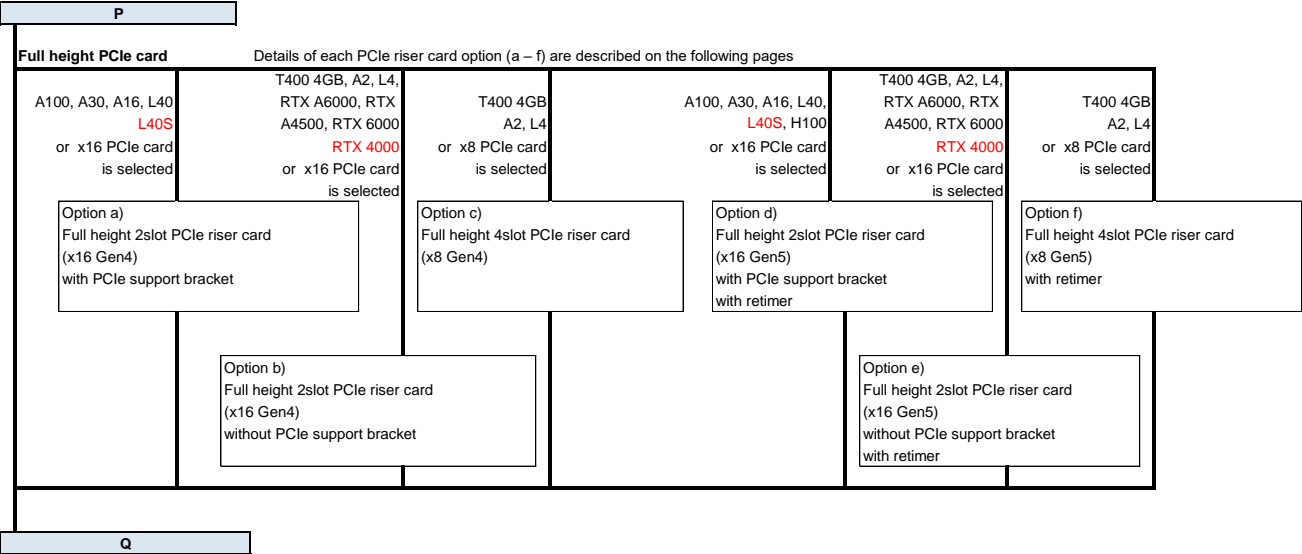 P
Full height PCIe card
Details of each PCIe riser card option (a – f) are described on the following pages
A100, A30, A16, L40
L40S
or x16 PCIe card
is selected
T400 4GB, A2, L4,
RTX A6000, RTX
A4500, RTX 6000
RTX 4000
or x16 PCIe card
is selected
T400 4GB
A2, L4
or x8 PCIe card
is selected
A100, A30, A16, L40,
L40S, H100
or x16 PCIe card
is selected
T400 4GB, A2, L4,
RTX A6000, RTX
A4500, RTX 6000
RTX 4000
or x16 PCIe card
is selected
T400 4GB
A2, L4
or x8 PCIe card
is selected
Option a)
Full height 2slot PCIe riser card
(x16 Gen4)
with PCIe support bracket
Option c)
Full height 4slot PCIe riser card
(x8 Gen4)
Option d)
Full height 2slot PCIe riser card
(x16 Gen5)
with PCIe support bracket
with retimer
Option f)
Full height 4slot PCIe riser card
(x8 Gen5)
with retimer
Option b)
Full height 2slot PCIe riser card
(x16 Gen4)
without PCIe support bracket
Option e)
Full height 2slot PCIe riser card
(x16 Gen5)
without PCIe support bracket
with retimer
Q